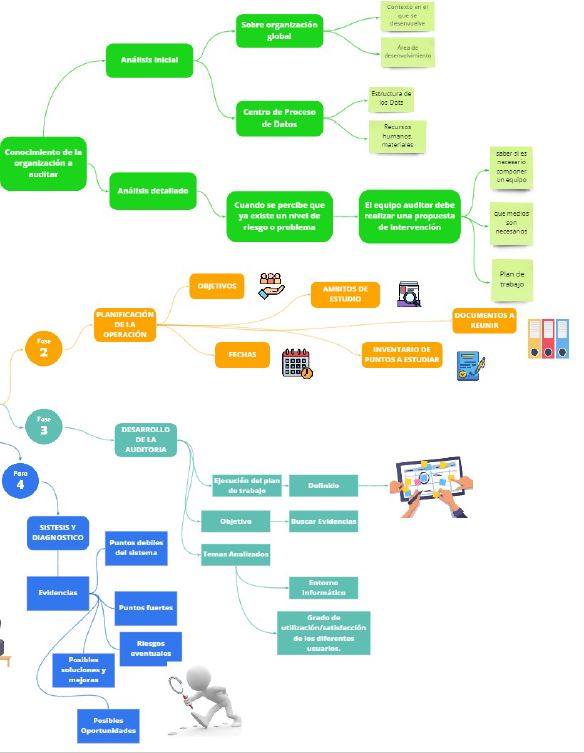 Contexto en el
que se
desenvuelve
Sobre organización
global
Área de
desenvolvimiento
Análisis Inicial
Estructura de
los Dpts
Centro de Proceso
de Datos
Recursos
humanos,
materiales
Conocimiento de la
organización a
auditar
Análisis detallado
Cuando se percibe que
ya existe un nivel de
riesgo o problema
El equipo auditor debe
realizar una propuesta
de intervención
saber si es
necesario
componer
un equipo
que medios
son
necesarios
Plan de
trabajo
Fase
2
PLANIFICACIÓN
DE LA
OPERACIÓN
OBJETIVOS
AMBITOS DE
ESTUDIO
DOCUMENTOS A
REUNIR
FECHAS
INVENTARIO DE
PUNTOS A ESTUDIAR
Fase
3
DESARROLLO
DE LA
AUDITORIA
Ejecución del plan
de trabajo
Definido
Objetivo
Buscar Evidencias
Temas Analizados
Entorno
Informático
Grado de
utilización/satisfacción
de los diferentes
usuarios.
Fara
4
SISTESIS Y
DIAGNOSTICO
Evidencias
Puntos debiles
del sistema
Puntos fuertes
Riesgos
eventuales
Posibles
soluciones y
mejoras
Posibles
Oportunidades